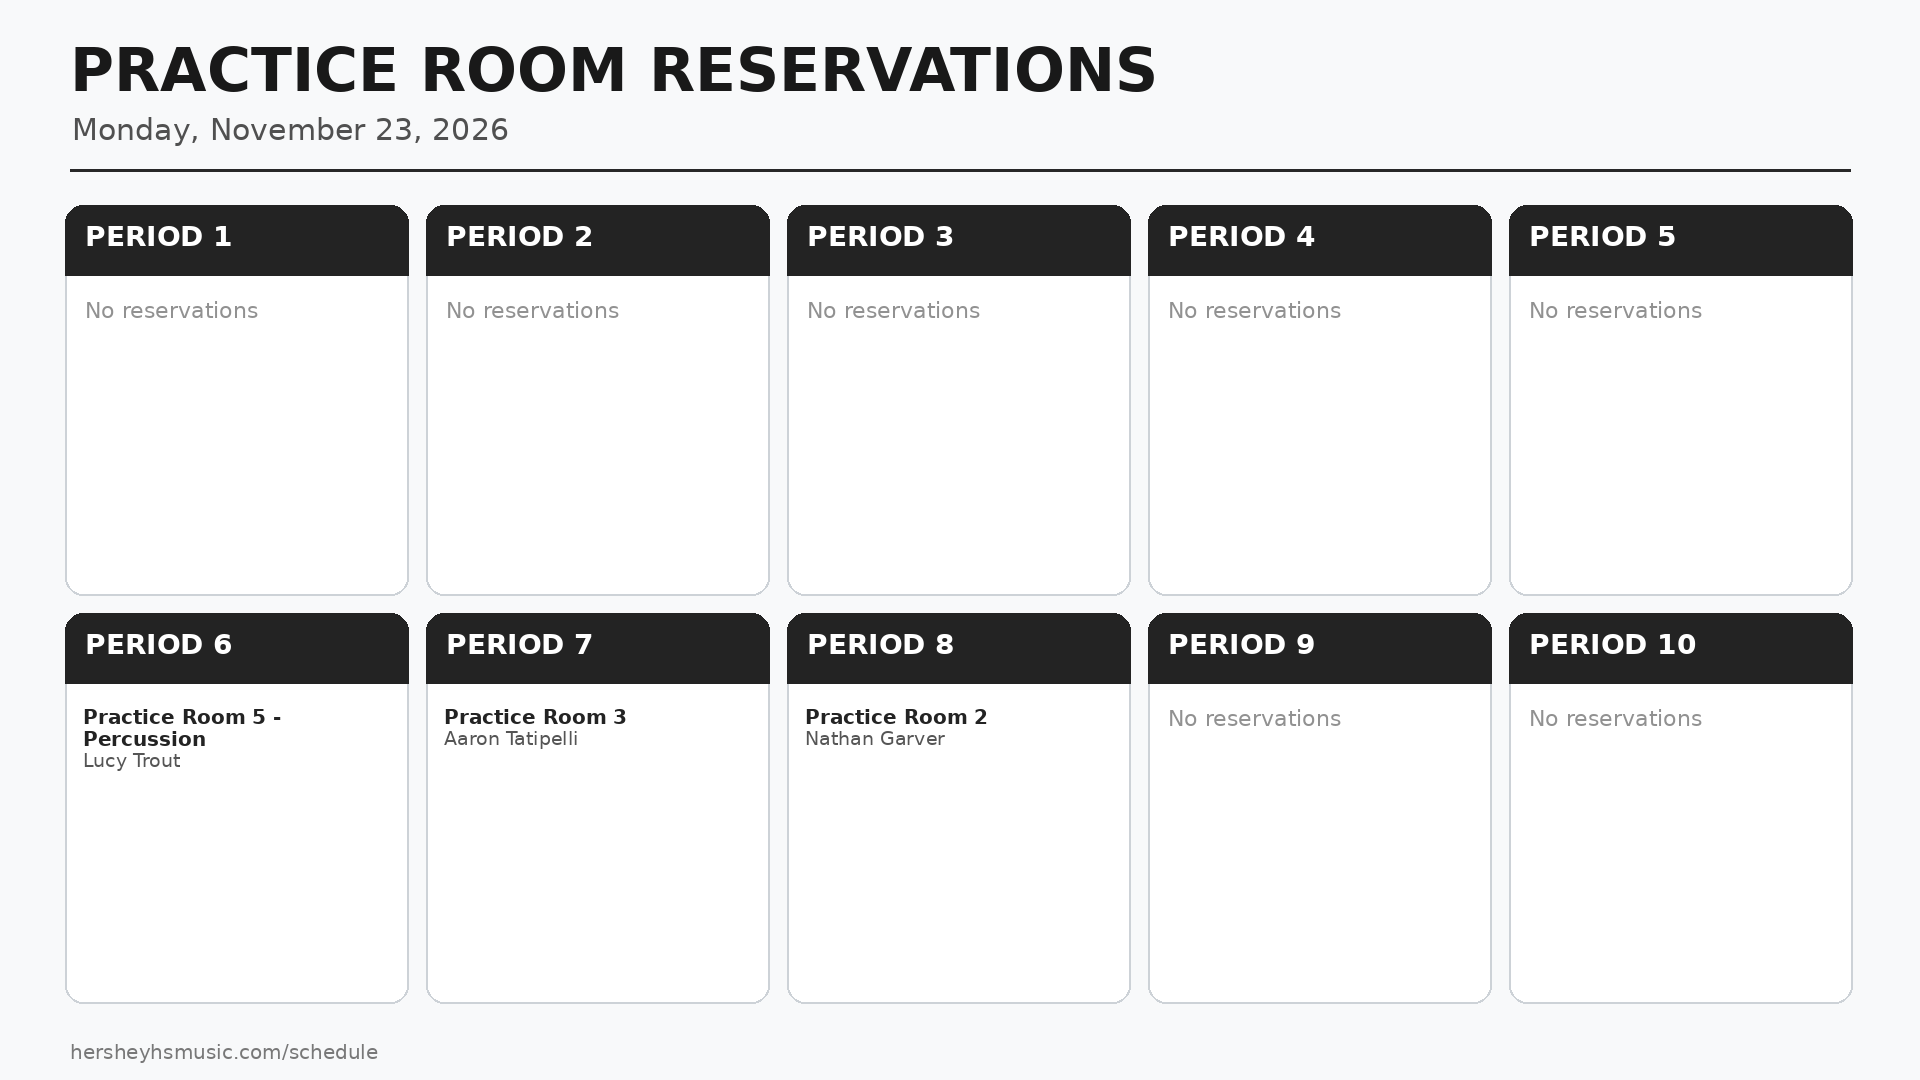 PRACTICE ROOM RESERVATIONS
Monday, November 23, 2026
PERIOD 1
No reservations
PERIOD 2
No reservations
PERIOD 3
No reservations
PERIOD 4
No reservations
PERIOD 5
No reservations
PERIOD 6
Practice Room 5 -
Percussion
Lucy Trout
PERIOD 7
Practice Room 3
Aaron Tatipelli
PERIOD 8
Practice Room 2
Nathan Garver
PERIOD 9
No reservations
PERIOD 10
No reservations
hersheyhsmusic.com/schedule